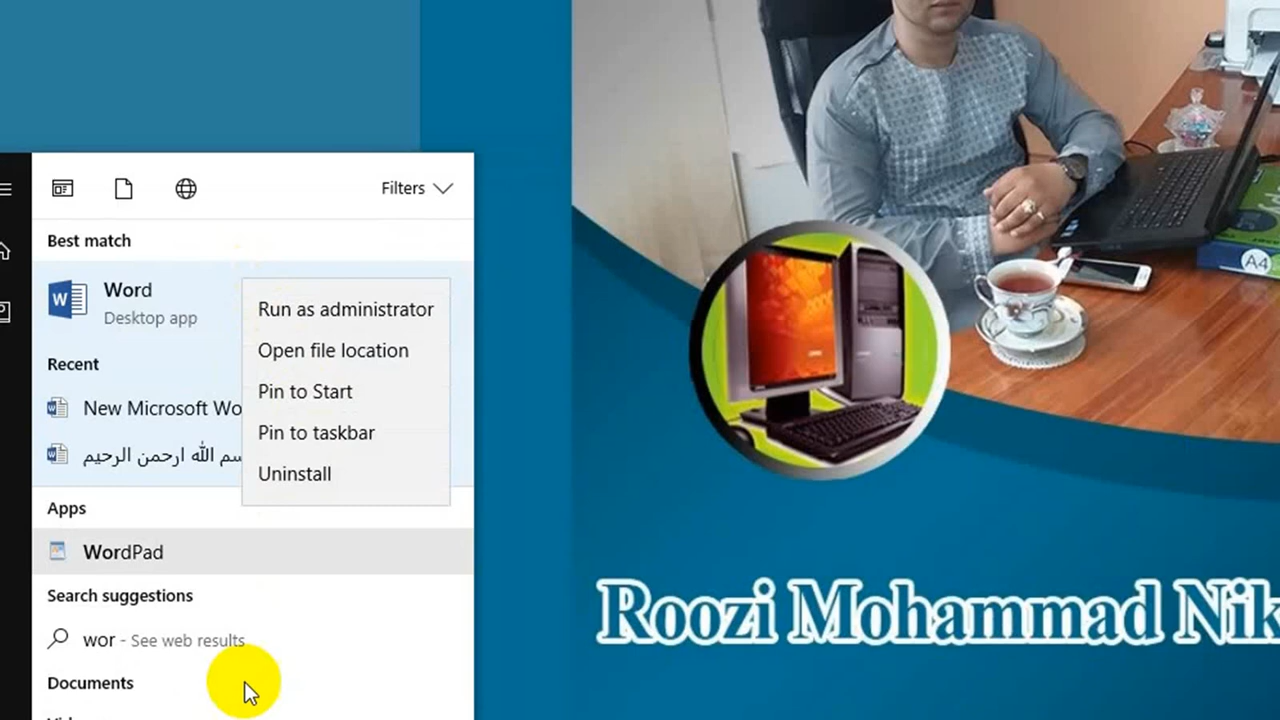 Filters
Best match
Word
Desktop app
Run as administrator
Open file location
Recent
Pin to Start
New Microsoft Wo
Pin to taskbar
سم الله ارحمن الرحیم
Uninstall
Apps
WordPad
Search suggestions
wor - See web results
Documents
A4
Roozi Mohammad Nik